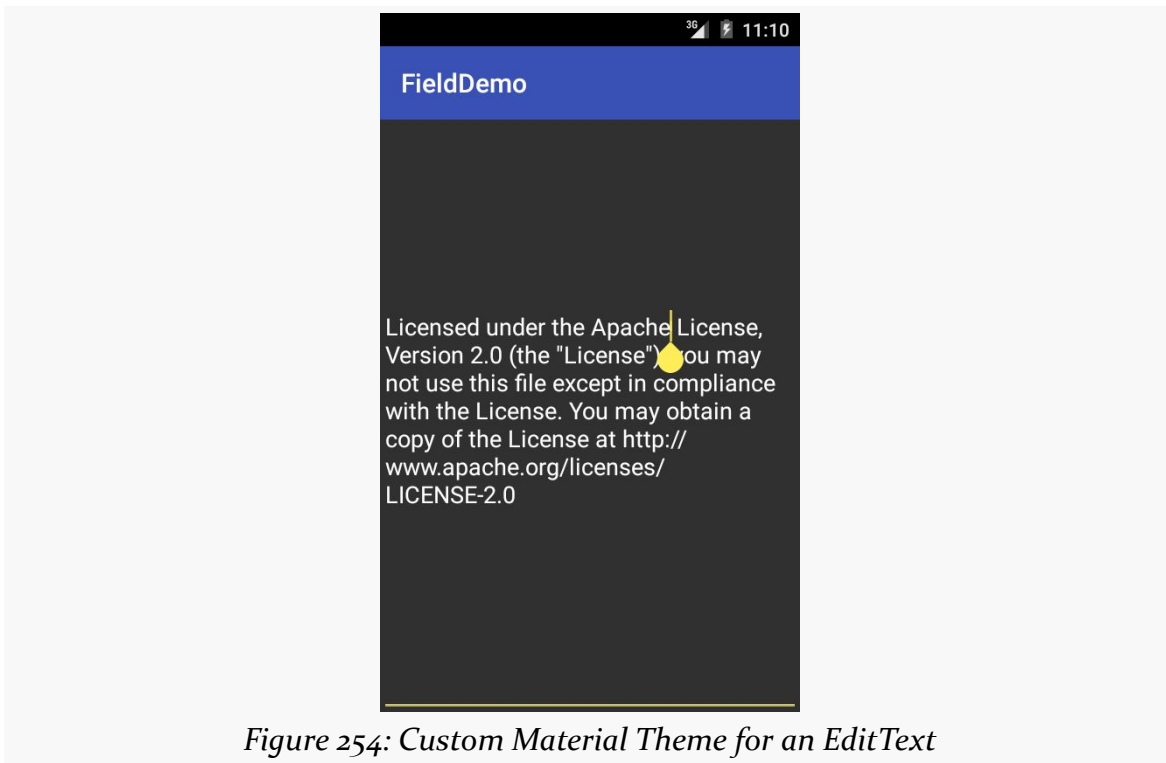 3G 11:10
FieldDemo
Licensed under the Apache License,
Version 2.0 (the "License") you may
not use this file except in compliance
with the License. You may obtain a
copy of the License at http://
www.apache.org/licenses/
LICENSE-2.0
Figure 254: Custom Material Theme for an EditText